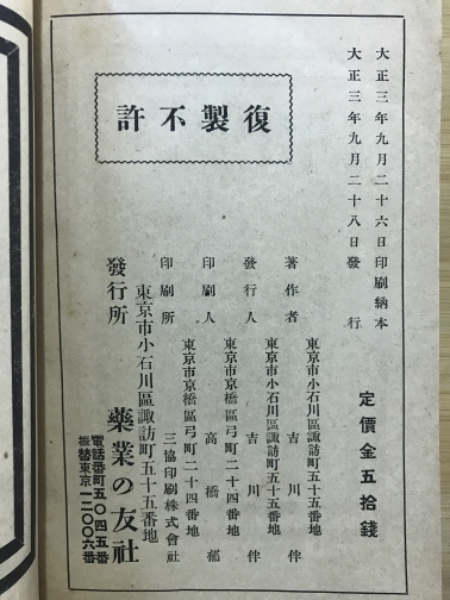 大正三年九月二十六日印刷納本
大正三年九月二十八日發行
定價金五拾錢
復製不許
東京市小石川區諏訪町五十五番地
著作者 吉川伴
東京市小石川區諏訪町五十五番地
發行人 吉川伴
東京市京橋區弓町二十四番地
印刷人 高橋郁
東京市京橋區弓町二十四番地
印刷所 三協印刷株式會社
東京市小石川區諏訪町五十五番地
發行所 藥業の友社
電話番町五〇四五番
振替東京一二〇〇六番